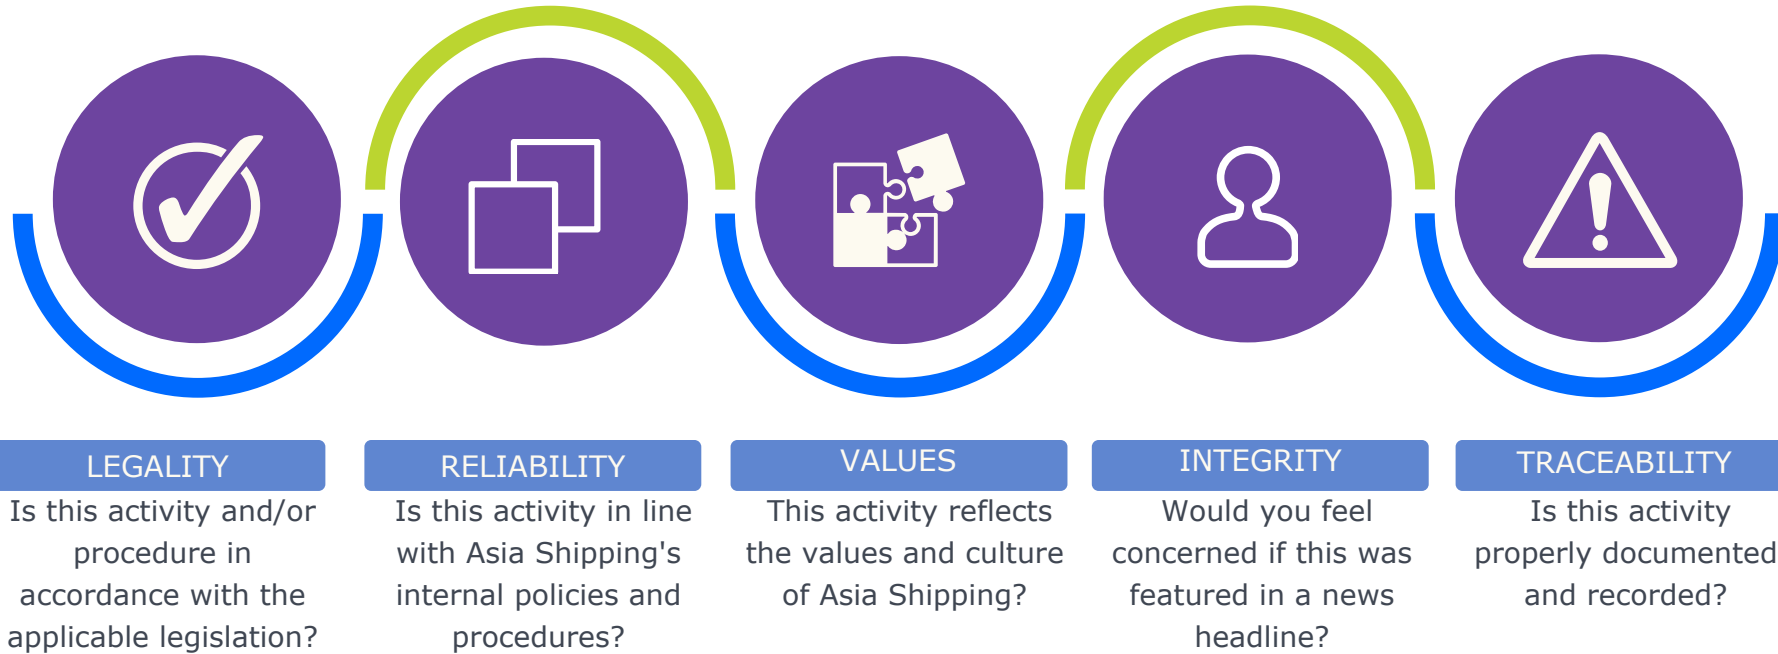 LEGALITY
Is this activity and/or
procedure in
accordance with the
applicable legislation?
RELIABILITY
Is this activity in line
with Asia Shipping's
internal policies and
procedures?
VALUES
This activity reflects
the values and culture
of Asia Shipping?
INTEGRITY
Would you feel
concerned if this was
featured in a news
headline?
TRACEABILITY
Is this activity
properly documented
and recorded?